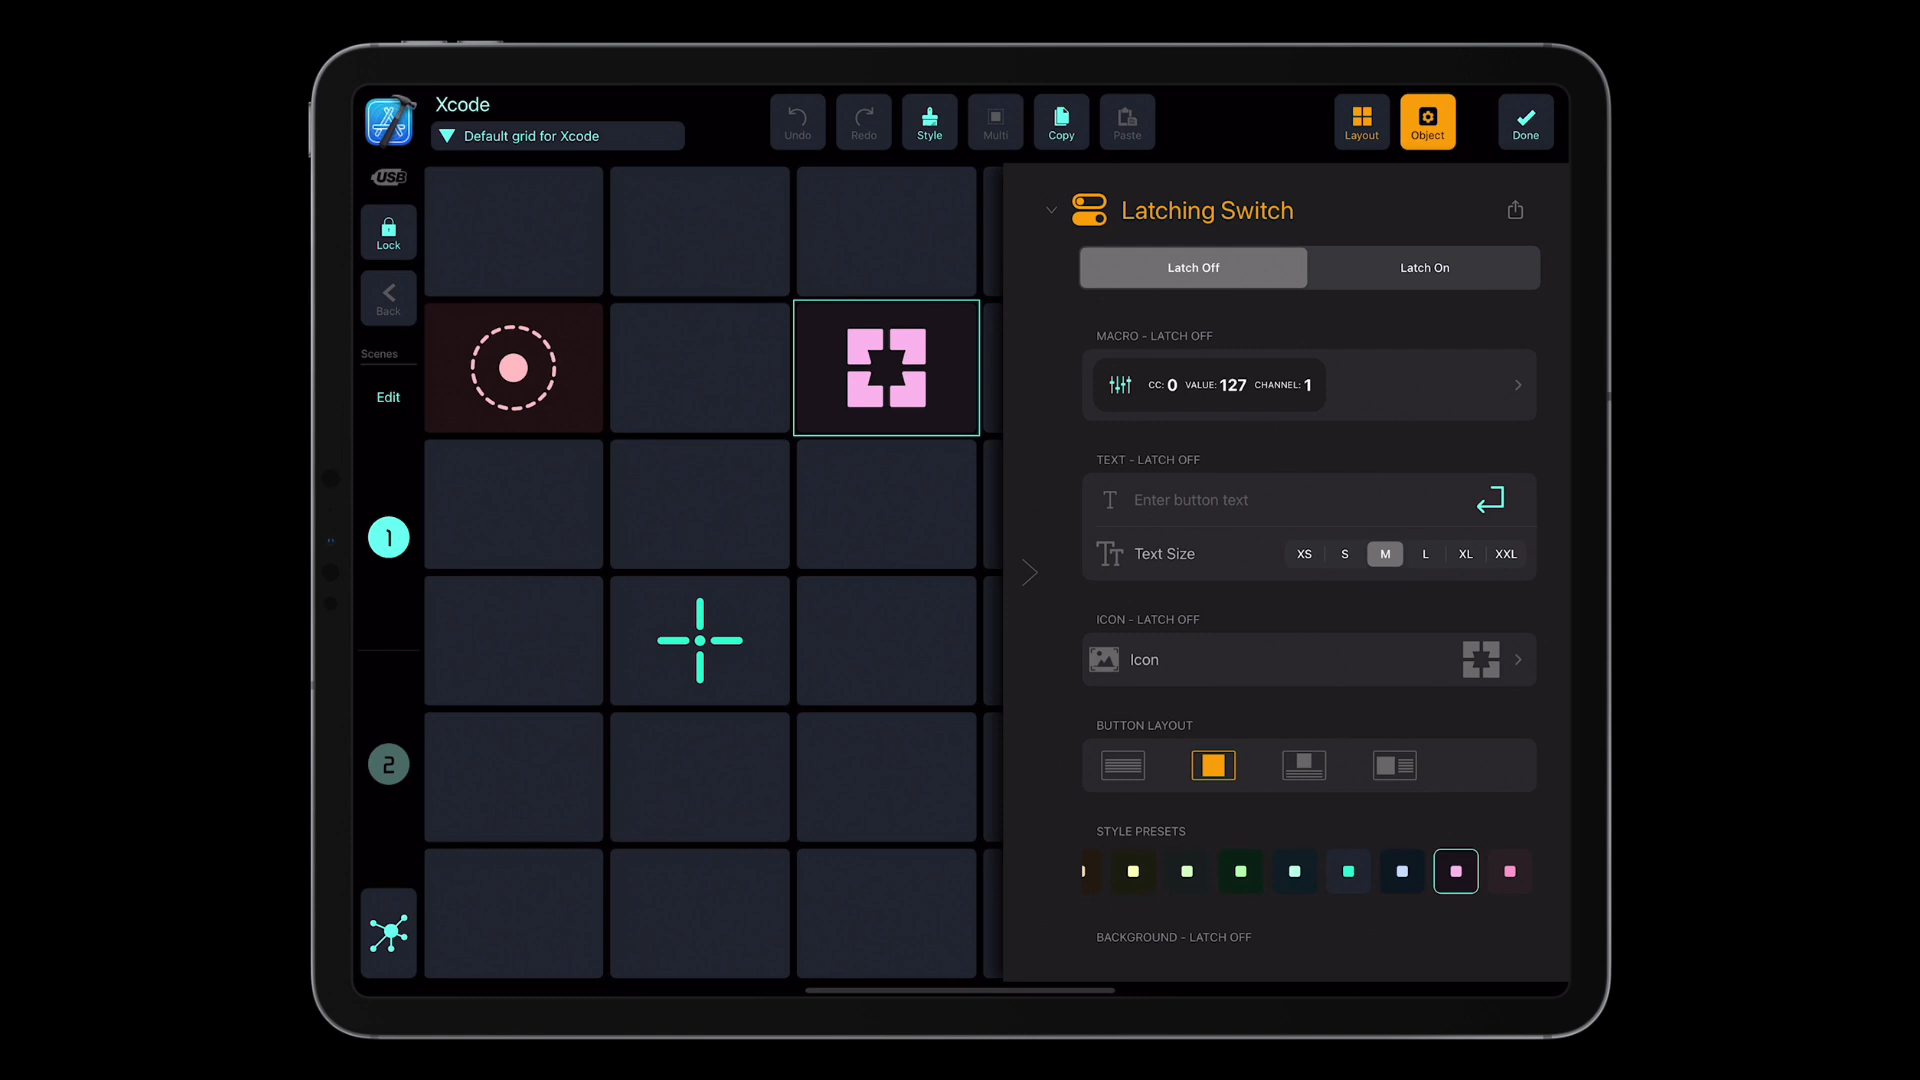 Xcode
Default grid for Xcode
Undo
Redo
Style
Multi
Copy
Paste
Layout
Object
Done
USB
Lock
Back
Scenes
Edit
1
2
Latching Switch
Latch Off
Latch On
MACRO - LATCH OFF
CC: 0 VALUE: 127 CHANNEL: 1
TEXT - LATCH OFF
Enter button text
Text Size
XS
S
M
L
XL
XXL
ICON - LATCH OFF
Icon
BUTTON LAYOUT
STYLE PRESETS
BACKGROUND - LATCH OFF